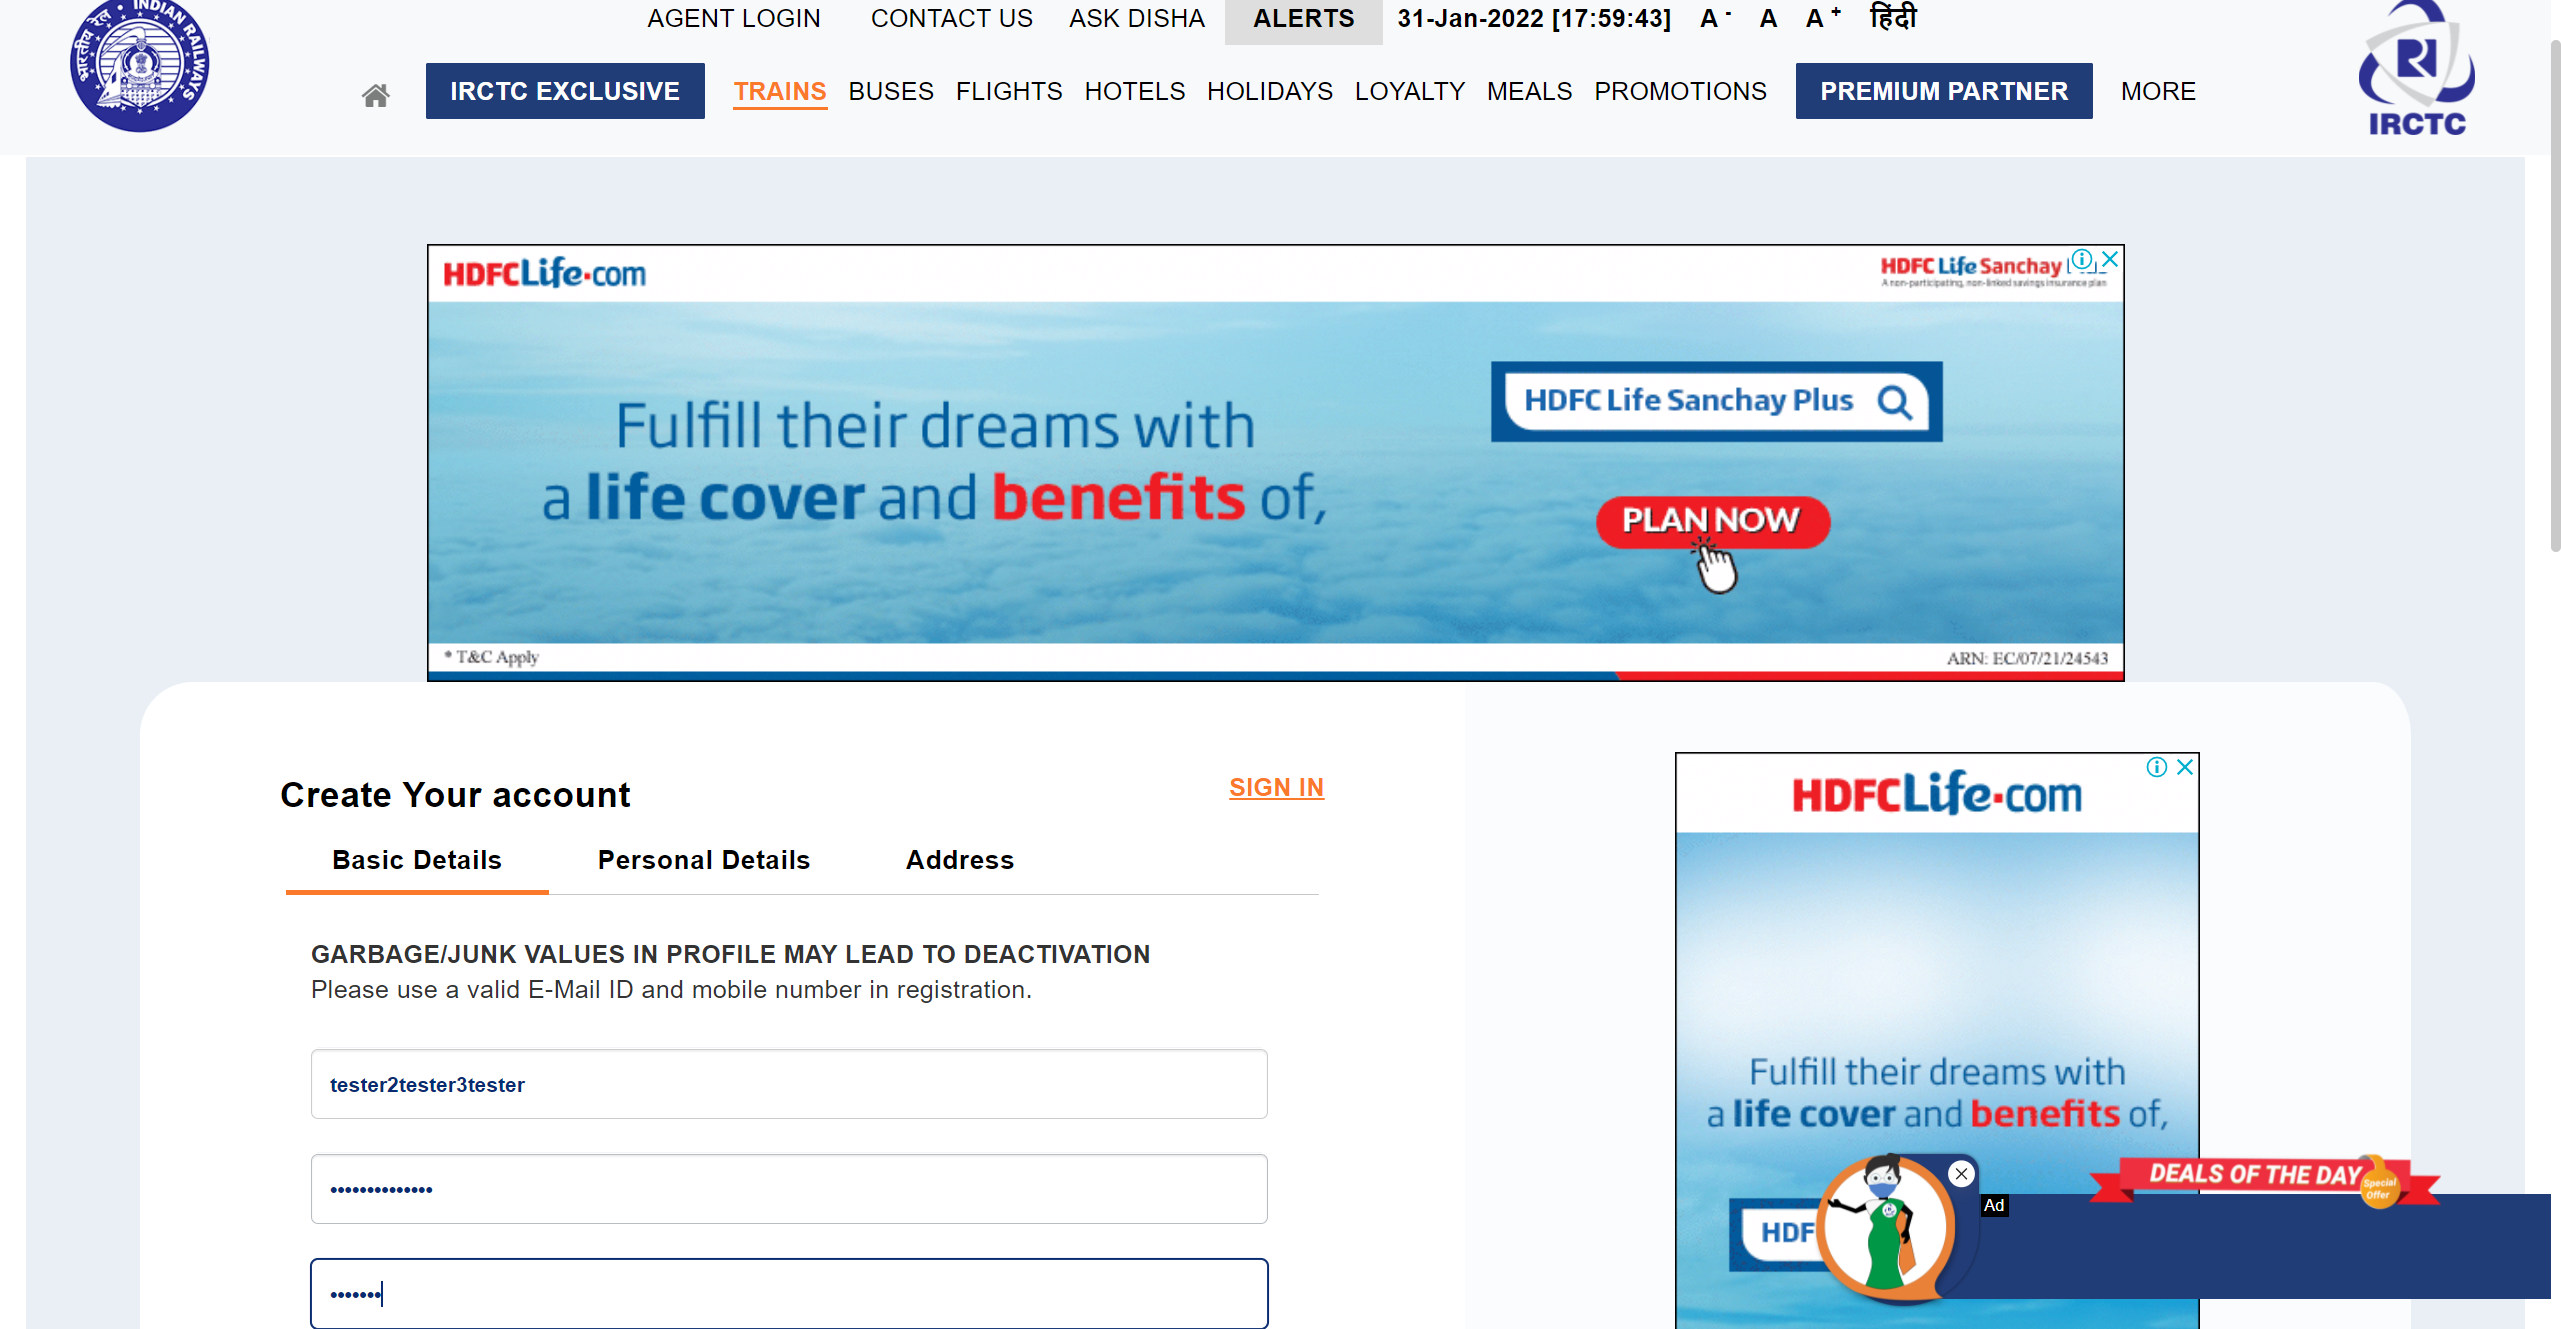 भारतीय रेल • INDIAN RAILWAYS
AGENT LOGIN CONTACT US ASK DISHA ALERTS 31-Jan-2022 [17:59:43] A - A A + हिंदी
IRCTC EXCLUSIVE TRAINS BUSES FLIGHTS HOTELS HOLIDAYS LOYALTY MEALS PROMOTIONS PREMIUM PARTNER MORE
IRCTC
HDFCLife.com
HDFC Life Sanchay
A non-participating, non-linked savings insurance plan
Fulfill their dreams with
a life cover and benefits of,
HDFC Life Sanchay Plus
PLAN NOW
* T&C Apply
ARN: EC/07/21/24543
Create Your account
SIGN IN
Basic Details Personal Details Address
GARBAGE/JUNK VALUES IN PROFILE MAY LEAD TO DEACTIVATION
Please use a valid E-Mail ID and mobile number in registration.
tester2tester3tester
••••••••••••••
•••••••
HDFCLife.com
Fulfill their dreams with
a life cover and benefits of,
HDF
Ad
DEALS OF THE DAY
Special
Offer